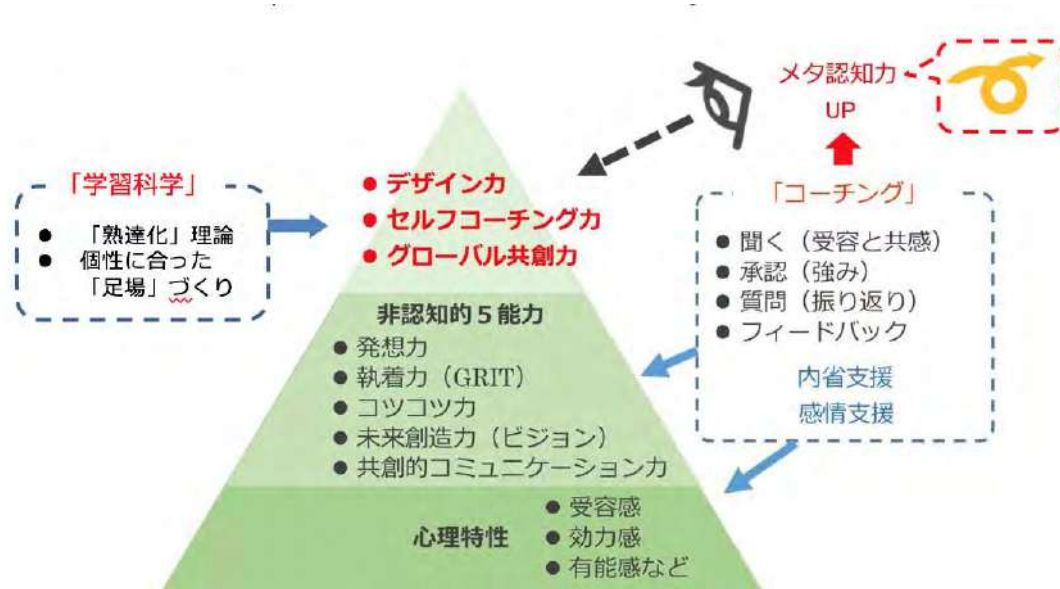 メタ認知力
UP
「学習科学」
● 「熟達化」理論
● 個性に合った
「足場」づくり
● デザイン力
● セルフコーチング力
● グローバル共創力
「コーチング」
● 聞く（受容と共感）
● 承認（強み）
● 質問（振り返り）
● フィードバック
内省支援
感情支援
非認知的５能力
● 発想力
● 執着力（GRIT）
● コツコツ力
● 未来創造力（ビジョン）
● 共創的コミュニケーション力
心理特性
● 受容感
● 効力感
● 有能感など